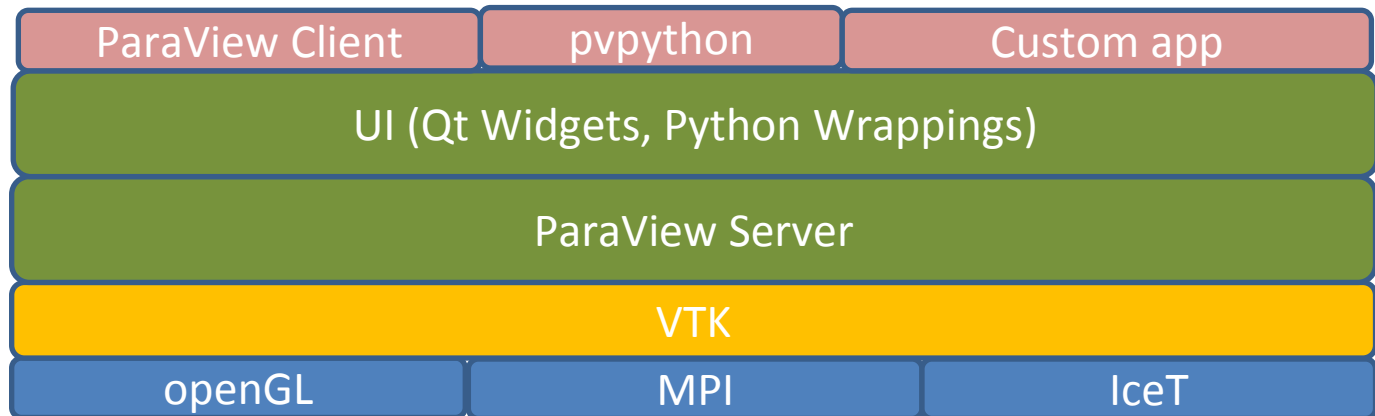 ParaView Client
pvpython
Custom app
UI (Qt Widgets, Python Wrappings)
ParaView Server
VTK
openGL
MPI
IceT